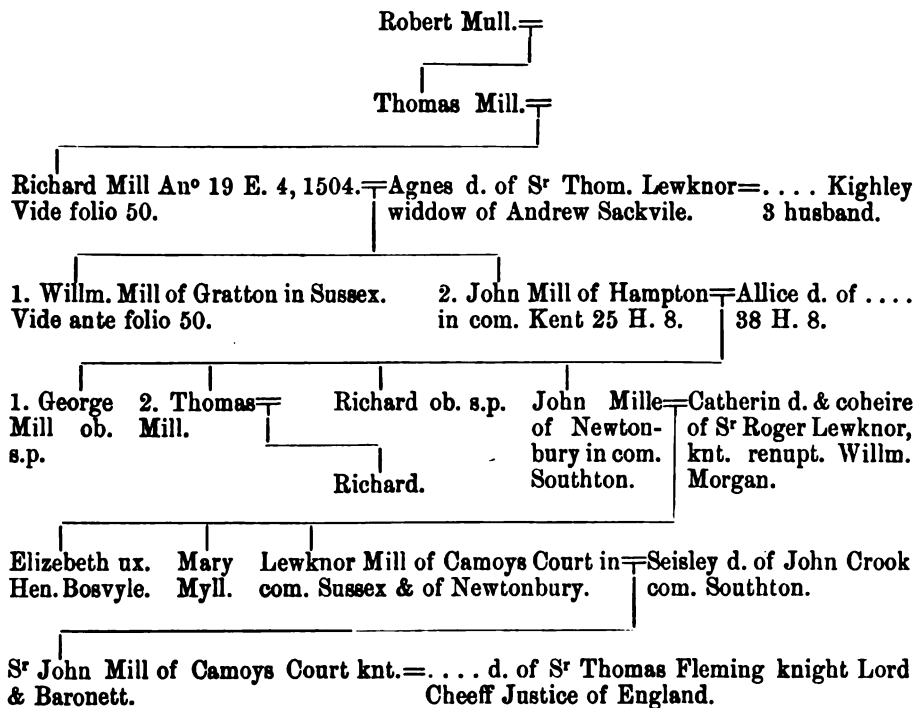 Robert Mull.
Thomas Mill.
Richard Mill Anº 19 E. 4, 1504.=Agnes d. of Sʳ Thom. Lewknor=.... Kighley
Vide folio 50. widdow of Andrew Sackvile. 3 husband.
1. Willm. Mill of Gratton in Sussex. 2. John Mill of Hampton=Allice d. of ....
Vide ante folio 50. in com. Kent 25 H. 8. 38 H. 8.
1. George 2. Thomas= Richard ob. s.p. John Mille=Catherin d. & coheire
Mill ob. Mill. of Newton- of Sʳ Roger Lewknor,
s.p. bury in com. knt. renupt. Willm.
Richard. Southton. Morgan.
Elizebeth ux. Mary Lewknor Mill of Camoys Court in=Seisley d. of John Crook
Hen. Bosvyle. Myll. com. Sussex & of Newtonbury. com. Southton.
Sʳ John Mill of Camoys Court knt.=.... d. of Sʳ Thomas Fleming knight Lord
& Baronett. Cheeff Justice of England.